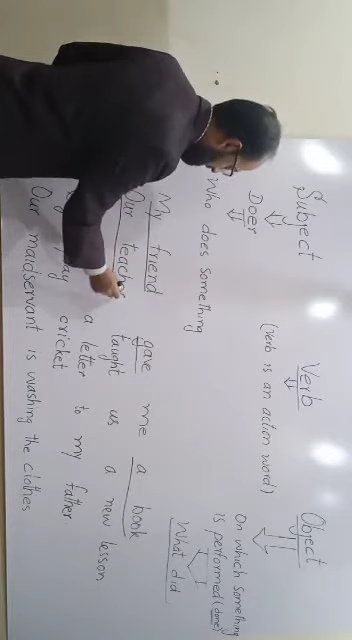 Subject Verb Object
Doer (Verb is an action word) On which something
is performed (done)
Who does something What did
My friend gave me a book
Our teacher taught us a new lesson
a letter to my father
play cricket
Our maidservant is washing the clothes